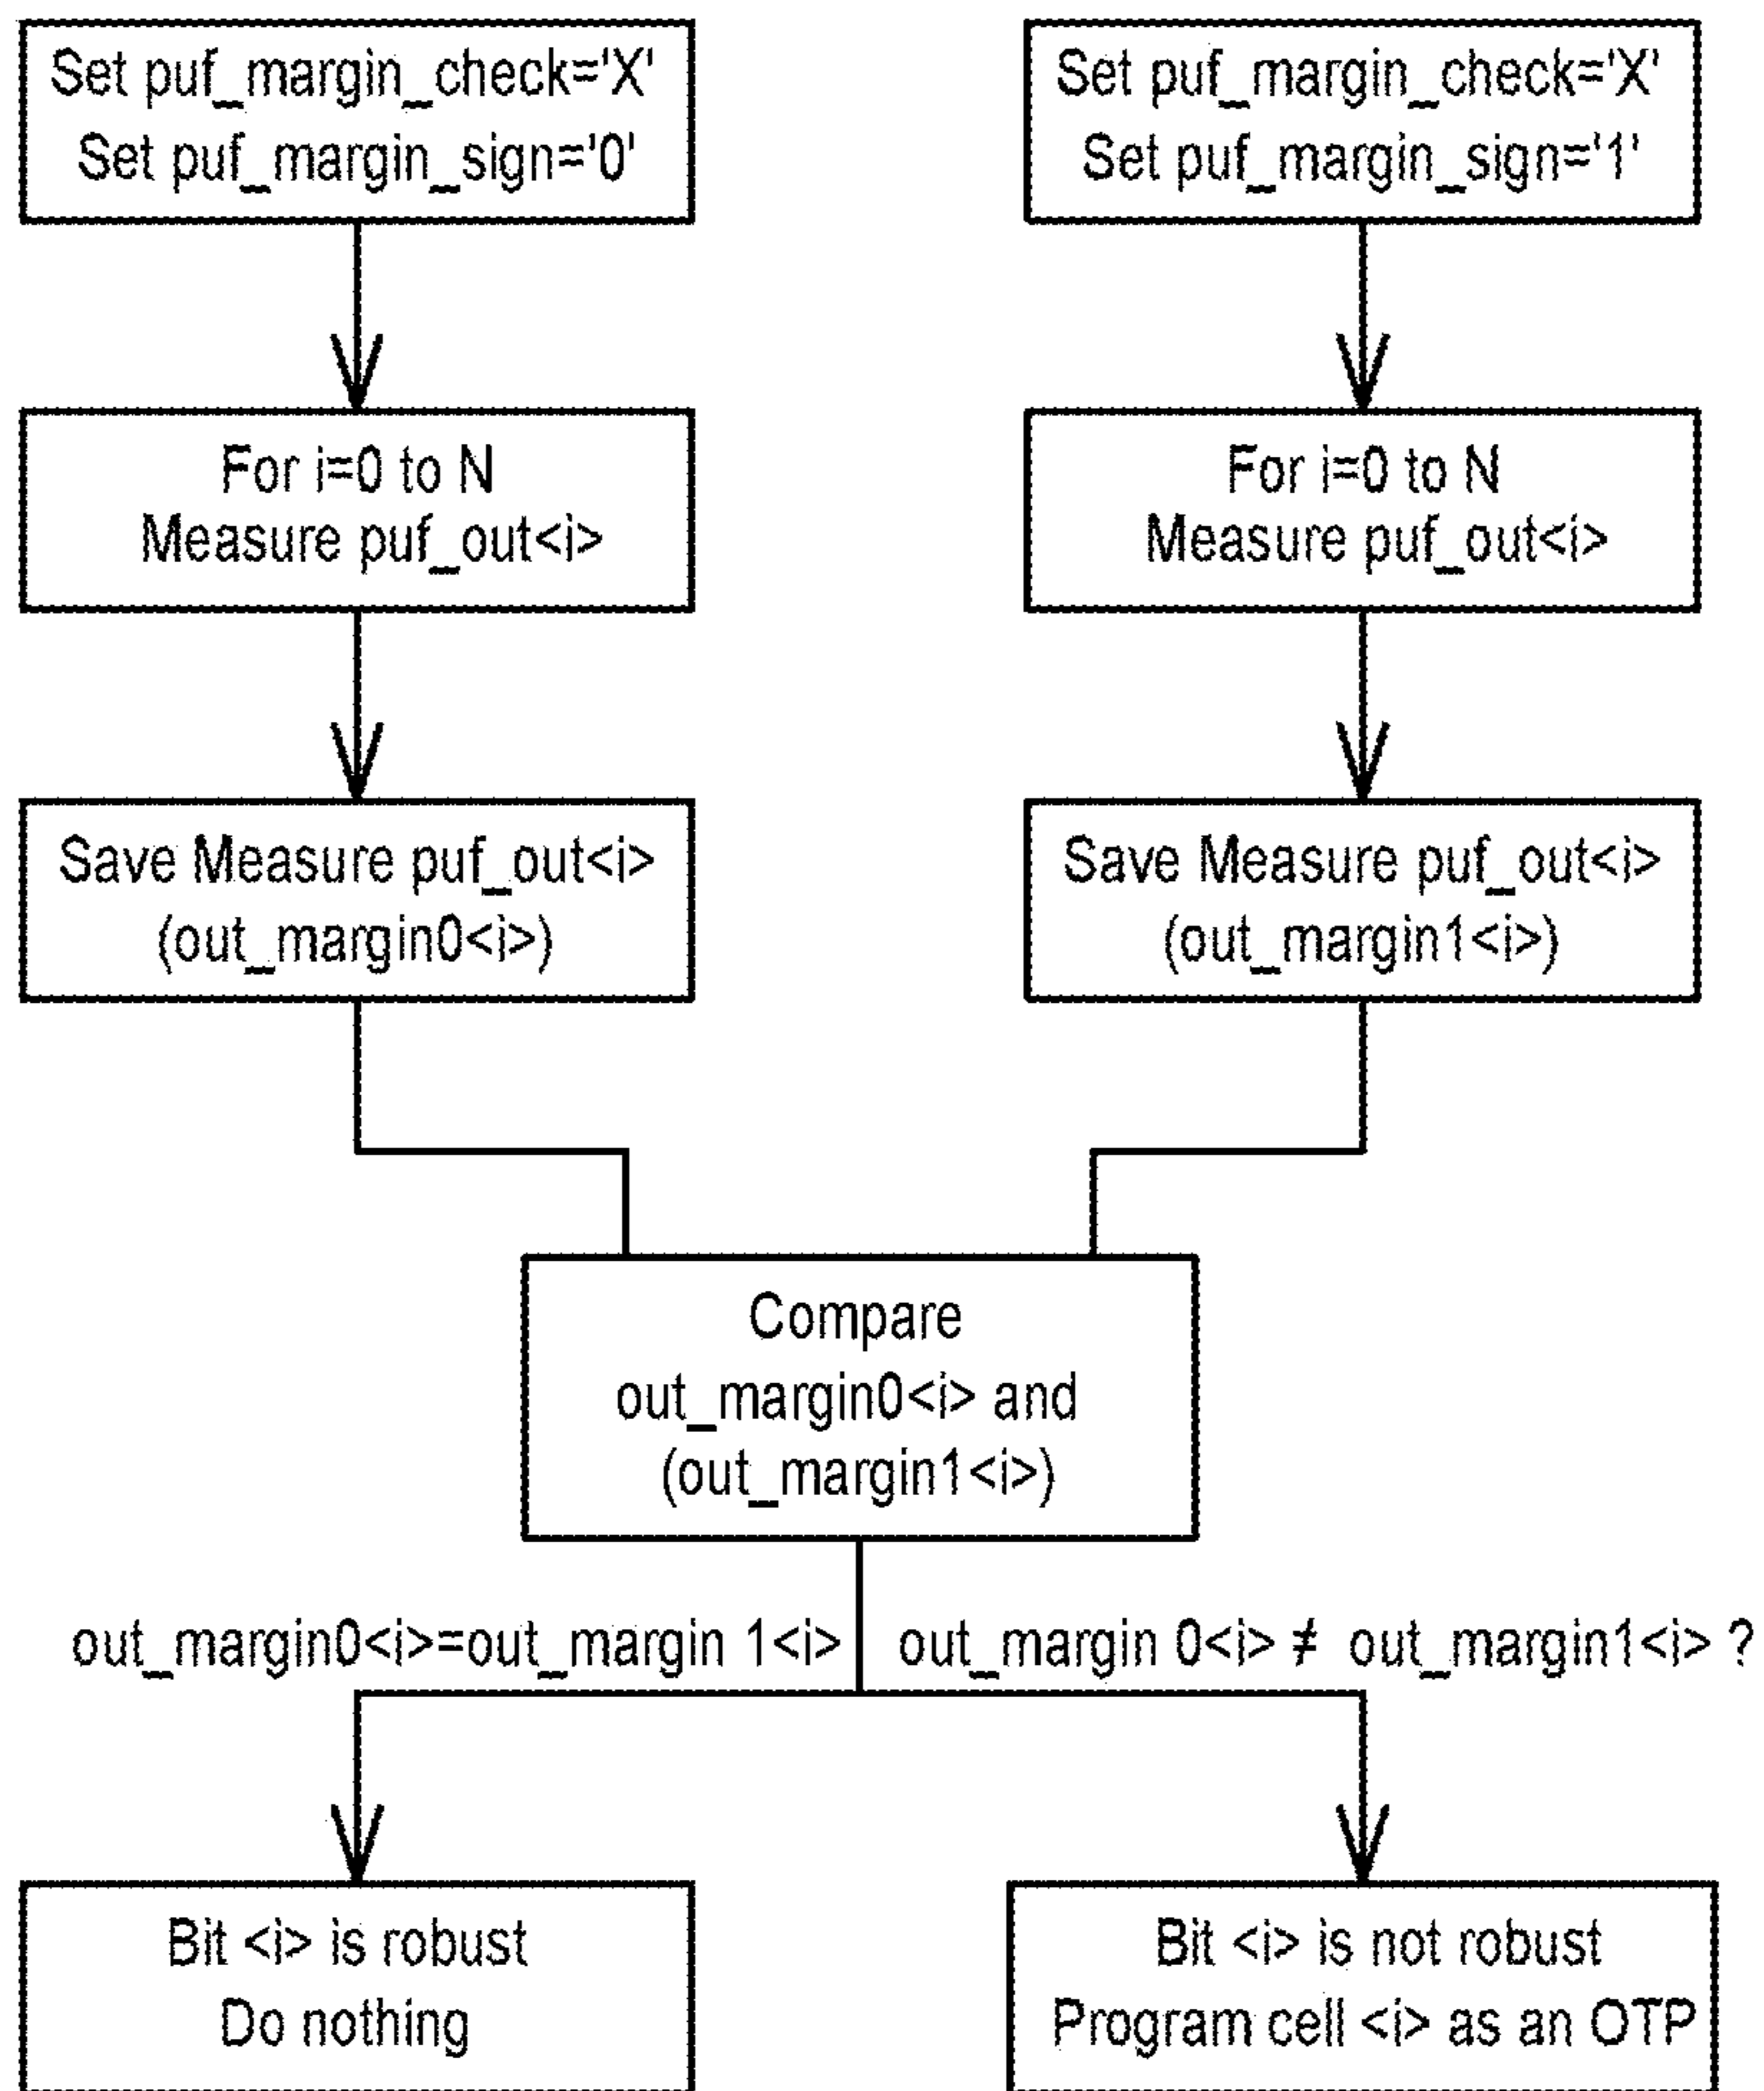 Set puf_margin_check='X'
Set puf_margin_sign='0'
Set puf_margin_check='X'
Set puf_margin_sign='1'
For i=0 to N
Measure puf_out<i>
For i=0 to N
Measure puf_out<i>
Save Measure puf_out<i>
(out_margin0<i>)
Save Measure puf_out<i>
(out_margin1<i>)
Compare
out_margin0<i> and
(out_margin1<i>)
out_margin0<i>=out_margin 1<i>
out_margin 0<i> ≠ out_margin1<i> ?
Bit <i> is robust
Do nothing
Bit <i> is not robust
Program cell <i> as an OTP